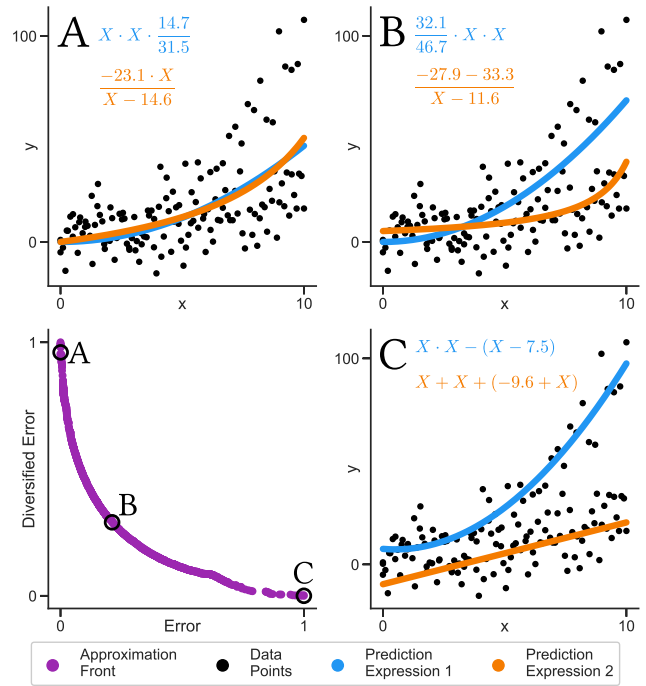 A
X · X · 14.7/31.5
-23.1 · X / X - 14.6
100
0
y
0
x
10
B
32.1/46.7 · X · X
-27.9 - 33.3 / X - 11.6
100
0
y
0
x
10
1
0
Diversified Error
A
B
C
0
Error
1
C
X · X - (X - 7.5)
X + X + (-9.6 + X)
100
0
y
0
x
10
Approximation
Front
Data
Points
Prediction
Expression 1
Prediction
Expression 2